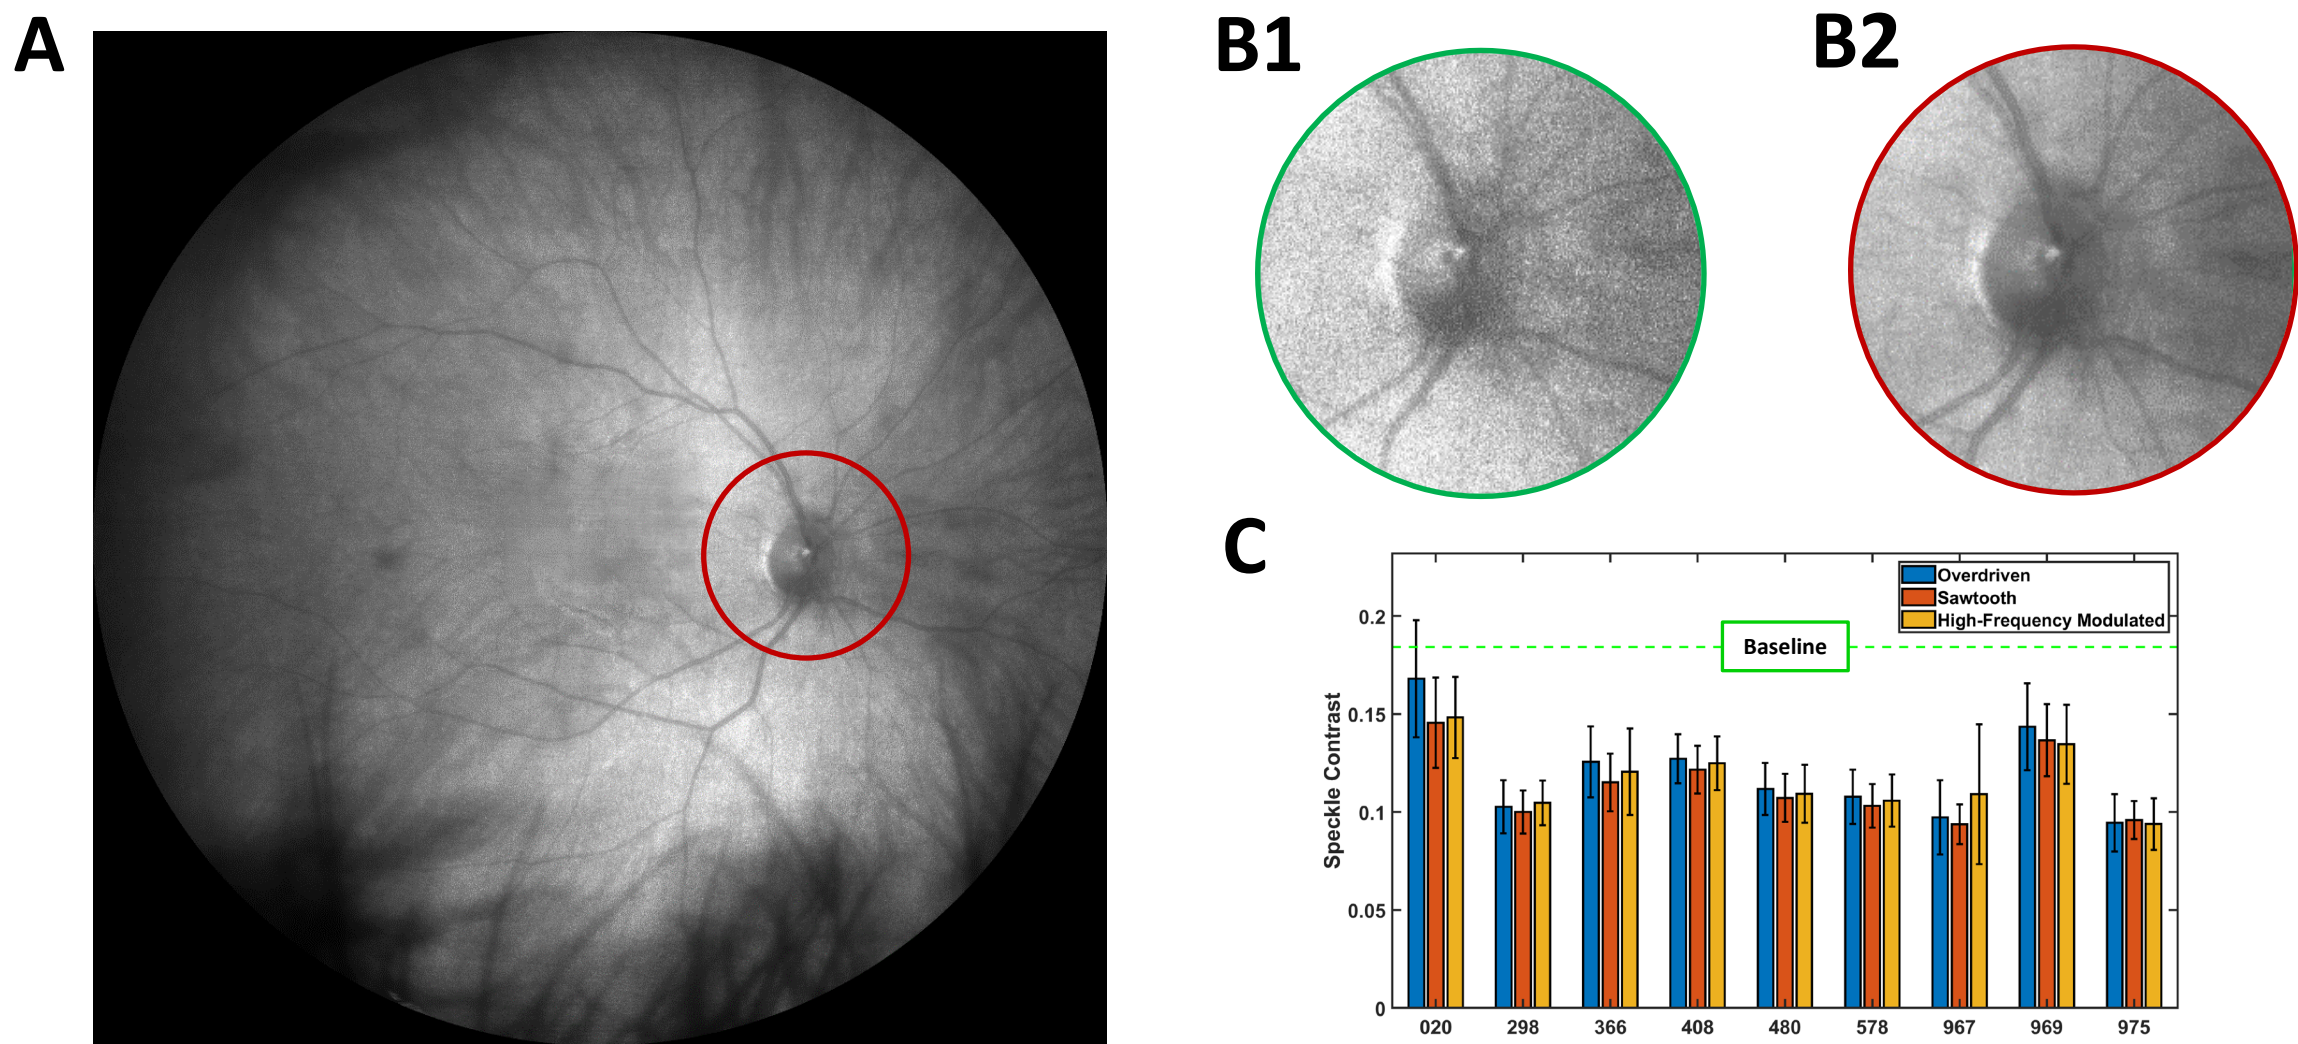 A
B1
B2
C
Overdriven
Sawtooth
High-Frequency Modulated
Baseline
Speckle Contrast
0.2
0.15
0.1
0.05
0
020 298 366 408 480 578 967 969 975